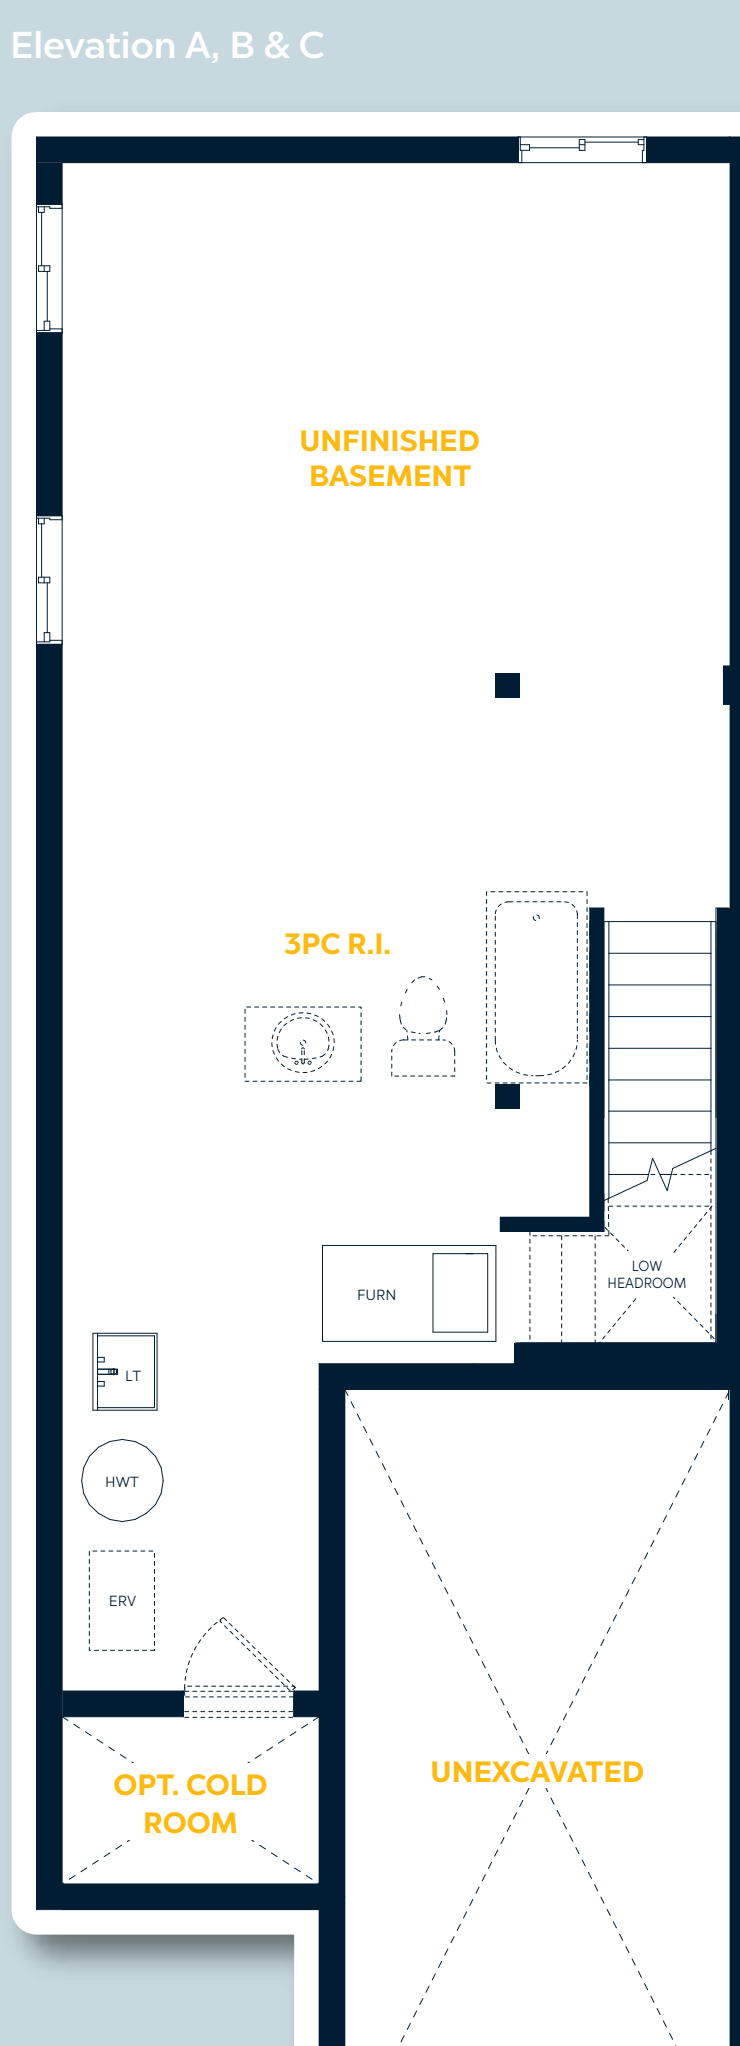 Elevation A, B & C
UNFINISHED
BASEMENT
3PC R.I.
LOW
HEADROOM
FURN
LT
HWT
ERV
UNEXCAVATED
OPT. COLD
ROOM